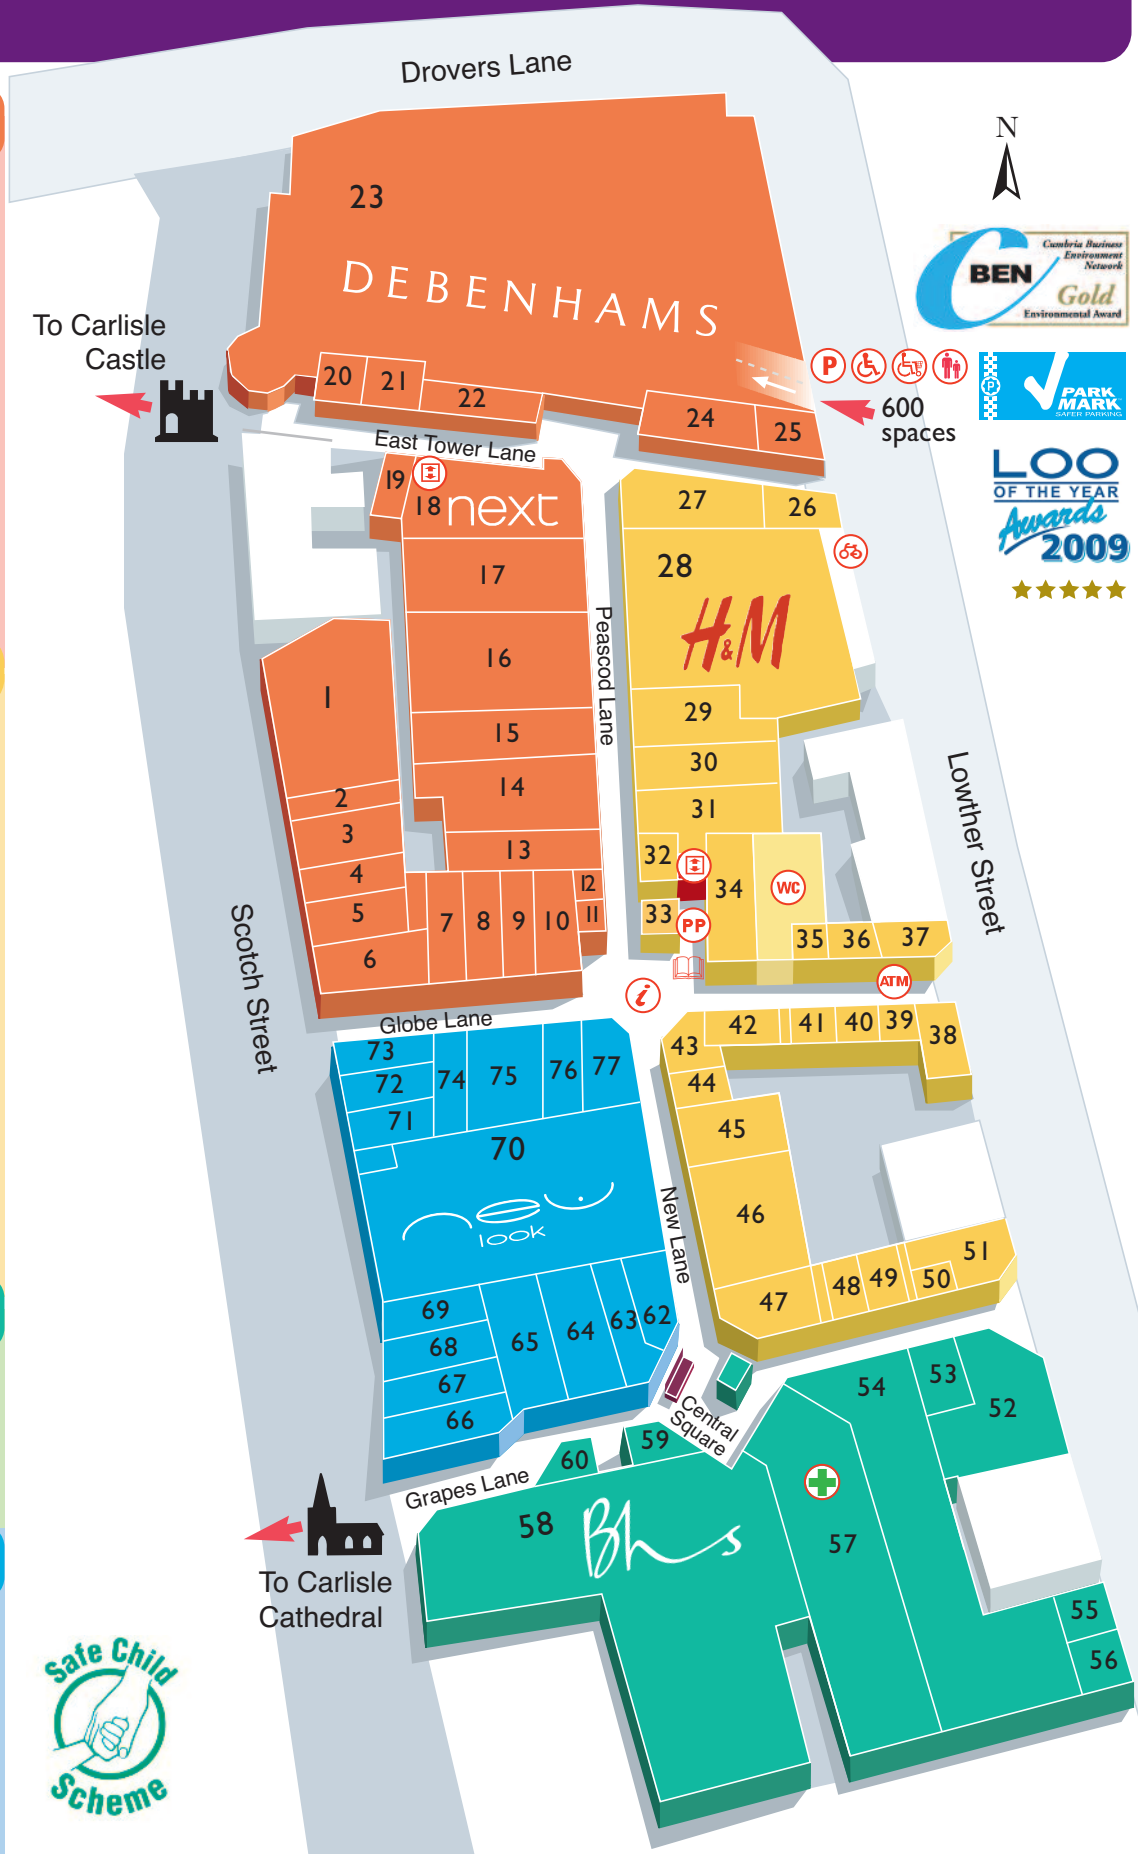 Drovers Lane
N
23
DEBENHAMS
CBEN
Cumbria Business
Environment
Network
Gold
Environmental Award
To Carlisle
Castle
20
21
22
24
25
P
600
spaces
P
PARK
MARK
SAFER PARKING
East Tower Lane
19
18
next
27
26
LOO
OF THE YEAR
Awards
2009
17
28
H&M
Peascod Lane
16
1
29
15
30
14
31
2
3
13
32
4
12
34
WC
5
7
8
9
10
11
33
PP
35
36
37
6
ATM
i
Lowther Street
Scotch Street
Globe Lane
73
72
71
74
75
76
77
43
42
41
40
39
38
44
45
70
new
look
46
New Lane
51
50
49
48
47
69
68
67
66
65
64
63
62
54
53
52
Central
Square
59
60
Grapes Lane
58
Bhs
57
To Carlisle
Cathedral
55
56
Safe Child
Scheme